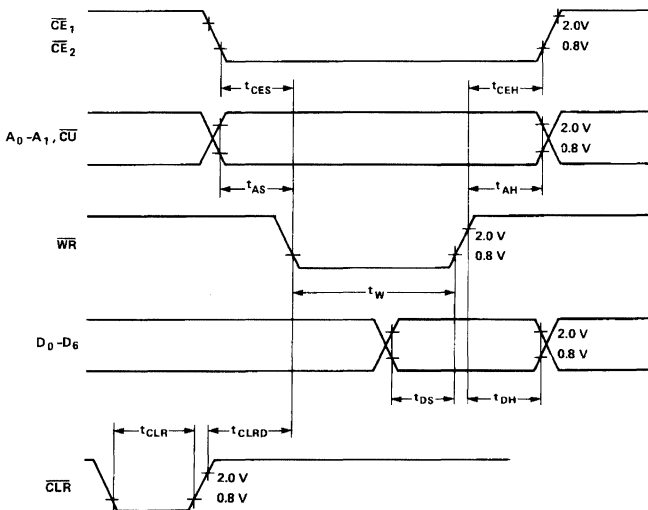 CE1 2.0V
CE2 0.8V
tCES tCEH
A0-A1, CU 2.0 V
0.8 V
tAS tAH
WR 2.0 V
0.8 V
tW
D0-D6 2.0 V
0.8 V
tDS tDH
tCLR tCLRD
CLR 2.0 V
0.8 V